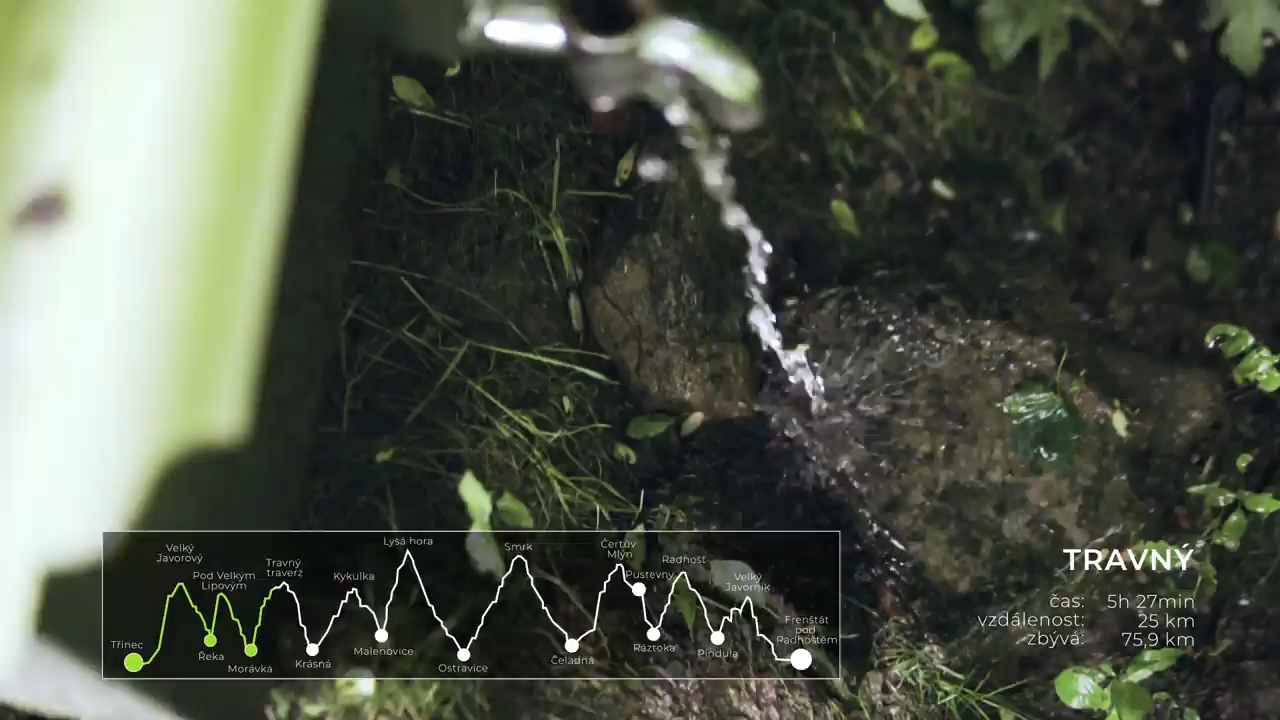 Velký
Javorový
Pod Velkým
Lipovým
Travný
traverz
Kykulka
Lysá hora
Smrk
Čertův
Mlýn
Pustevny
Radhošť
Velký
Javorník
Třinec
Řeka
Morávka
Krásná
Malenovice
Ostravice
Čeladná
Ráztoka
Pindula
Frenštát
pod
Radhoštěm
TRAVNÝ
čas: 5h 27min
vzdálenost: 25 km
zbývá: 75,9 km